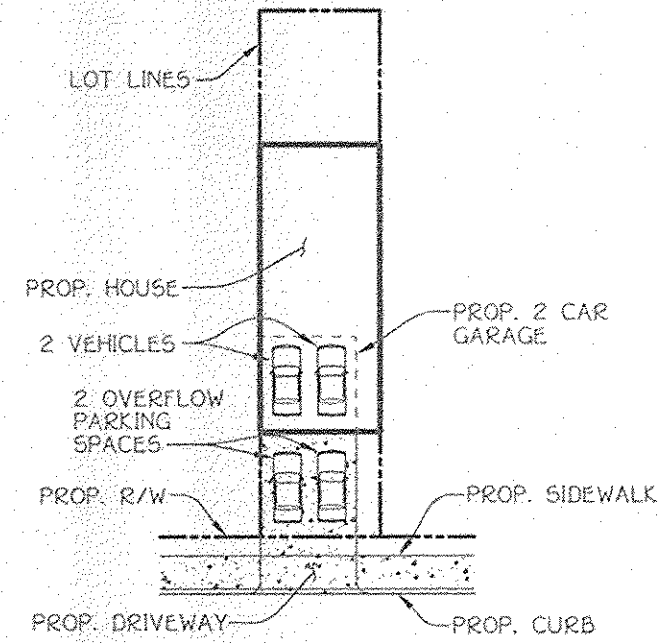 LOT LINES
PROP. HOUSE
PROP. 2 CAR
GARAGE
2 VEHICLES
2 OVERFLOW
PARKING
SPACES
PROP. R/W
PROP. SIDEWALK
PROP. DRIVEWAY
PROP. CURB